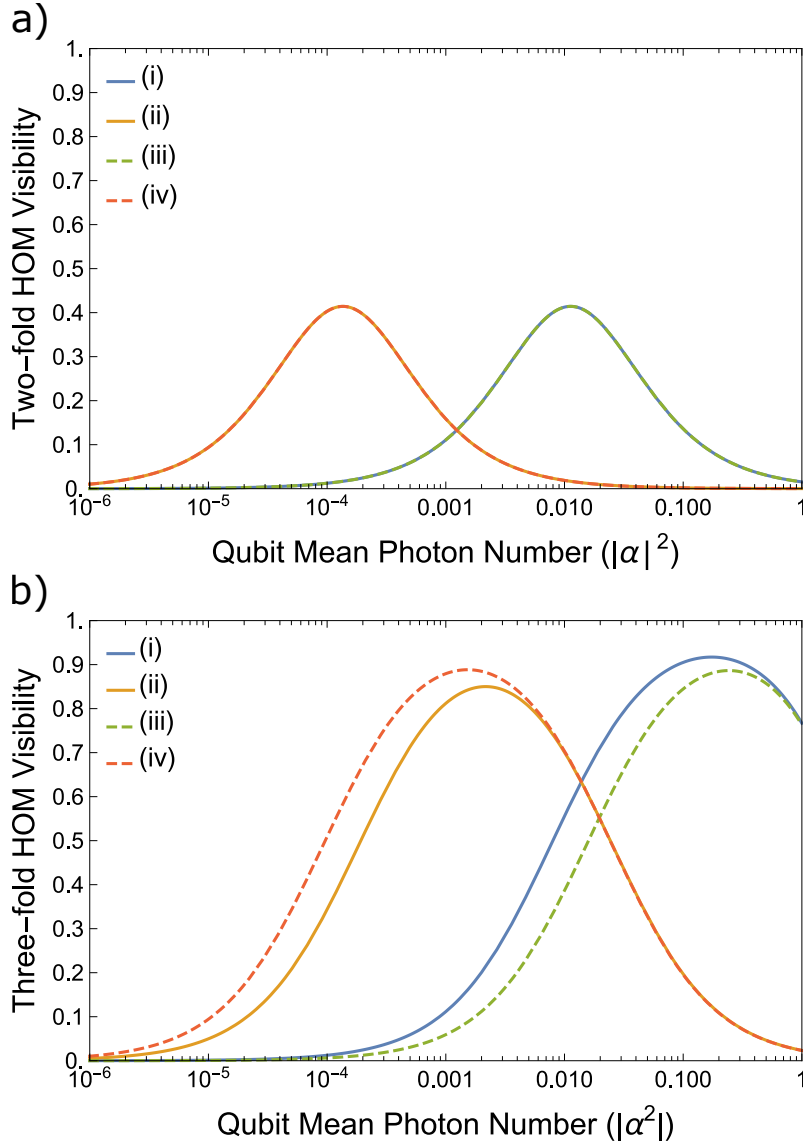 a)
Two-fold HOM Visibility
1.
0.9
0.8
0.7
0.6
0.5
0.4
0.3
0.2
0.1
0.
(i)
(ii)
(iii)
(iv)
10⁻⁶ 10⁻⁵ 10⁻⁴ 0.001 0.010 0.100 1
Qubit Mean Photon Number (|α|²)
b)
Three-fold HOM Visibility
1.
0.9
0.8
0.7
0.6
0.5
0.4
0.3
0.2
0.1
0.
(i)
(ii)
(iii)
(iv)
10⁻⁶ 10⁻⁵ 10⁻⁴ 0.001 0.010 0.100 1
Qubit Mean Photon Number (|α²|)